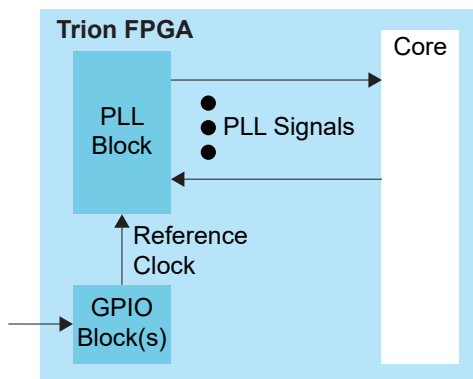 Trion FPGA
Core
PLL
Block
PLL Signals
Reference
Clock
GPIO
Block(s)